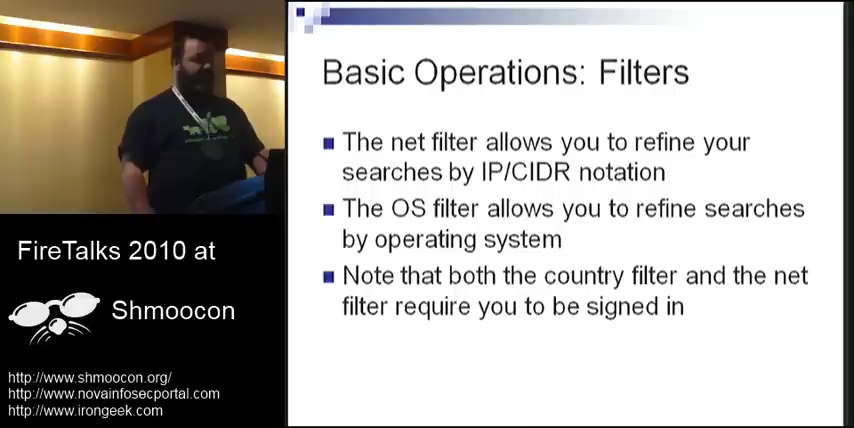 Basic Operations: Filters
The net filter allows you to refine your
searches by IP/CIDR notation
The OS filter allows you to refine searches
by operating system
Note that both the country filter and the net
filter require you to be signed in
FireTalks 2010 at
Shmoocon
http://www.shmoocon.org/
http://www.novainfosecportal.com
http://www.irongeek.com